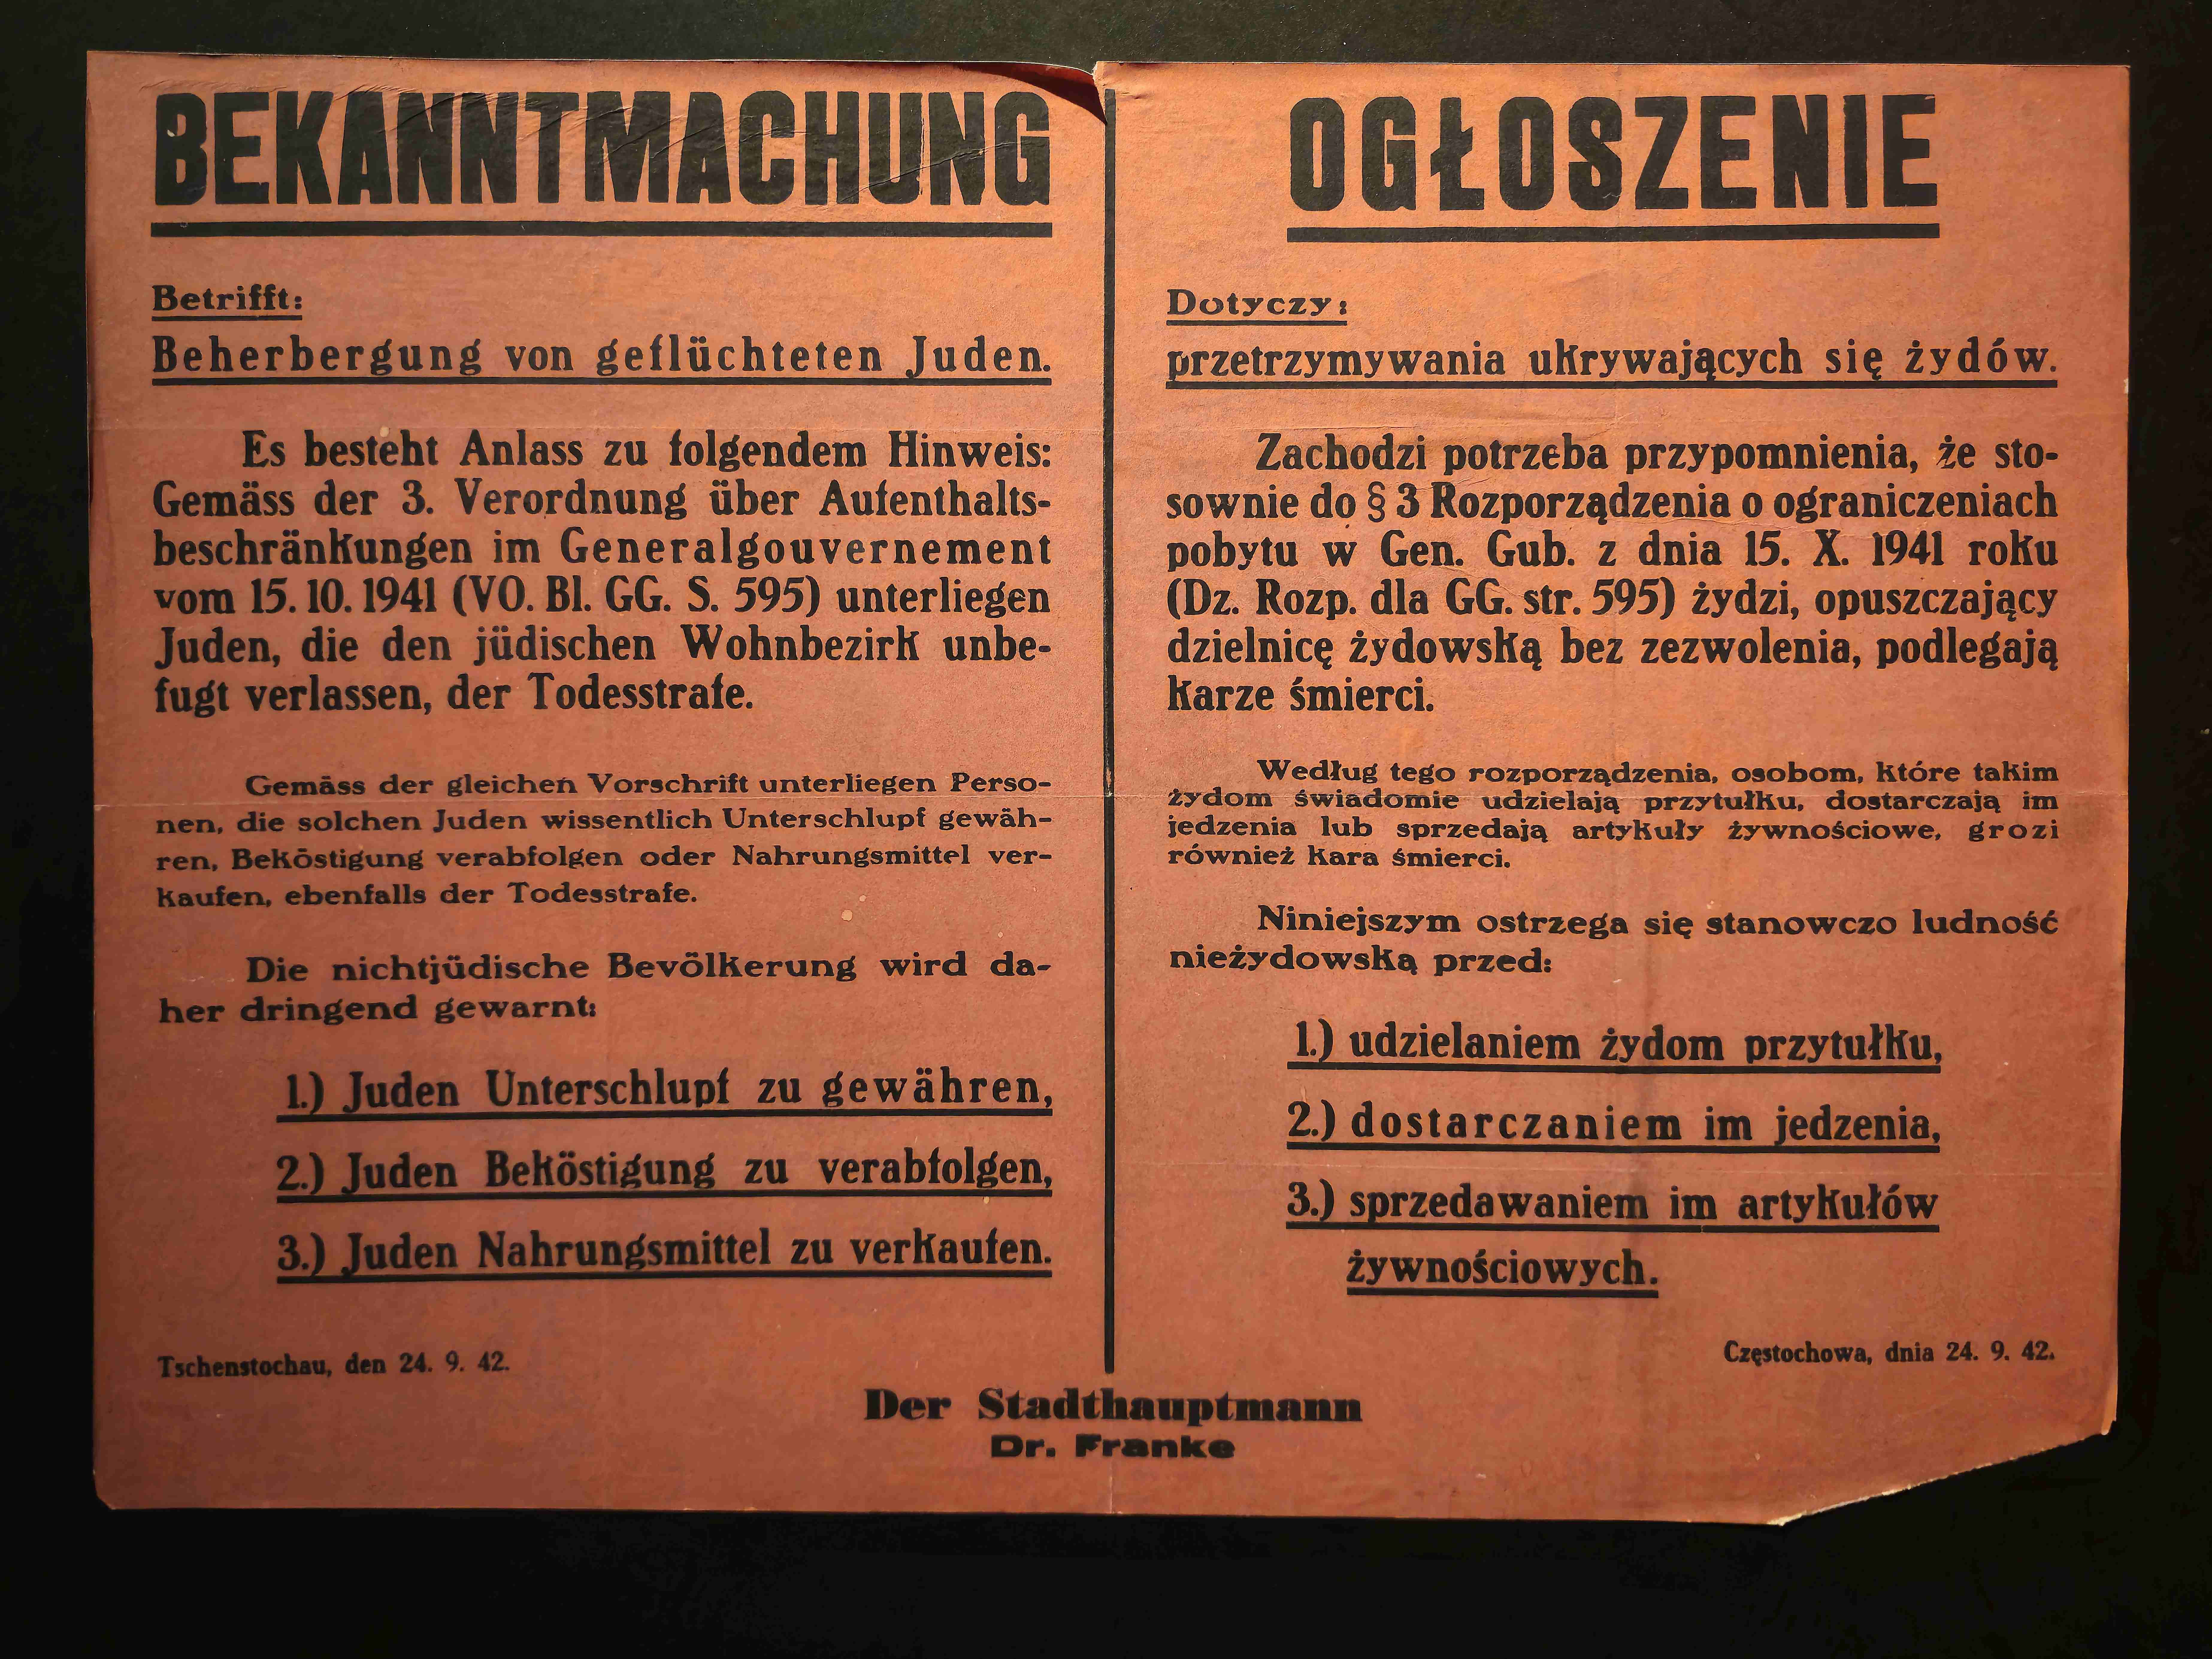 BEKANNTMACHUNG
Betrifft:
Beherbergung von geflüchteten Juden.
Es besteht Anlass zu folgendem Hinweis:
Gemäss der 3. Verordnung über Aufenthalts-
beschränkungen im Generalgouvernement
vom 15. 10. 1941 (VO. Bl. GG. S. 595) unterliegen
Juden, die den jüdischen Wohnbezirk unbe-
fugt verlassen, der Todesstrafe.
Gemäss der gleichen Vorschrift unterliegen Perso-
nen, die solchen Juden wissentlich Unterschlupf gewäh-
ren, Beköstigung verabfolgen oder Nahrungsmittel ver-
kaufen, ebenfalls der Todesstrafe.
Die nichtjüdische Bevölkerung wird da-
her dringend gewarnt:
1.) Juden Unterschlupf zu gewähren,
2.) Juden Beköstigung zu verabfolgen,
3.) Juden Nahrungsmittel zu verkaufen.
Tschenstochau, den 24. 9. 42.
OGŁOSZENIE
Dotyczy:
przetrzymywania ukrywających się żydów.
Zachodzi potrzeba przypomnienia, że sto-
sownie do § 3 Rozporządzenia o ograniczeniach
pobytu w Gen. Gub. z dnia 15. X. 1941 roku
(Dz. Rozp. dla GG. str. 595) żydzi, opuszczający
dzielnicę żydowską bez zezwolenia, podlegają
karze śmierci.
Według tego rozporządzenia, osobom, które takim
żydom świadomie udzielają przytułku, dostarczają im
jedzenia lub sprzedają artykuły żywnościowe, grozi
również kara śmierci.
Niniejszym ostrzega się stanowczo ludność
nieżydowską przed:
1.) udzielaniem żydom przytułku,
2.) dostarczaniem im jedzenia,
3.) sprzedawaniem im artykułów
żywnościowych.
Częstochowa, dnia 24. 9. 42.
Der Stadthauptmann
Dr. Franke